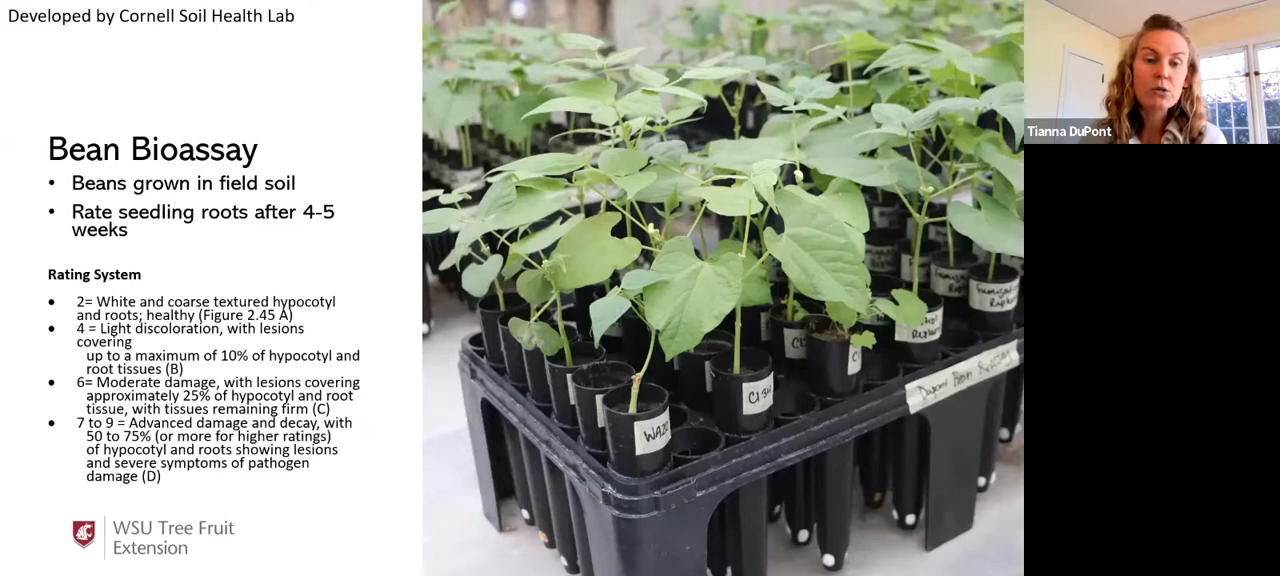 Developed by Cornell Soil Health Lab
Bean Bioassay
• Beans grown in field soil
• Rate seedling roots after 4-5
weeks
Rating System
• 2= White and coarse textured hypocotyl
and roots; healthy (Figure 2.45 A)
• 4 = Light discoloration, with lesions
covering
up to a maximum of 10% of hypocotyl and
root tissues (B)
• 6= Moderate damage, with lesions covering
approximately 25% of hypocotyl and root
tissue, with tissues remaining firm (C)
• 7 to 9 = Advanced damage and decay, with
50 to 75% (or more for higher ratings)
of hypocotyl and roots showing lesions
and severe symptoms of pathogen
damage (D)
WSU Tree Fruit
Extension
Tianna DuPont
Bean